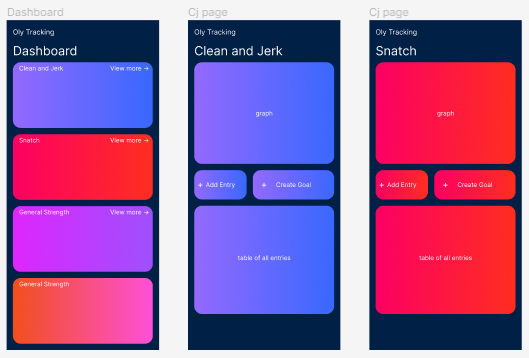 Dashboard
Oly Tracking
Dashboard
Clean and Jerk View more →
Snatch View more →
General Strength View more →
General Strength
Cj page
Oly Tracking
Clean and Jerk
graph
+ Add Entry + Create Goal
table of all entries
Cj page
Oly Tracking
Snatch
graph
+ Add Entry + Create Goal
table of all entries